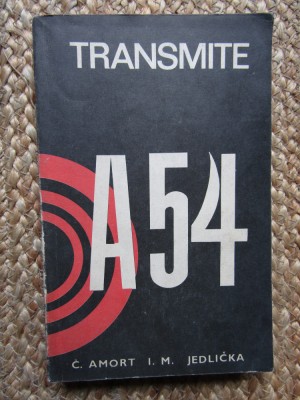 TRANSMITE
A54
Č. AMORT I. M. JEDLIČKA